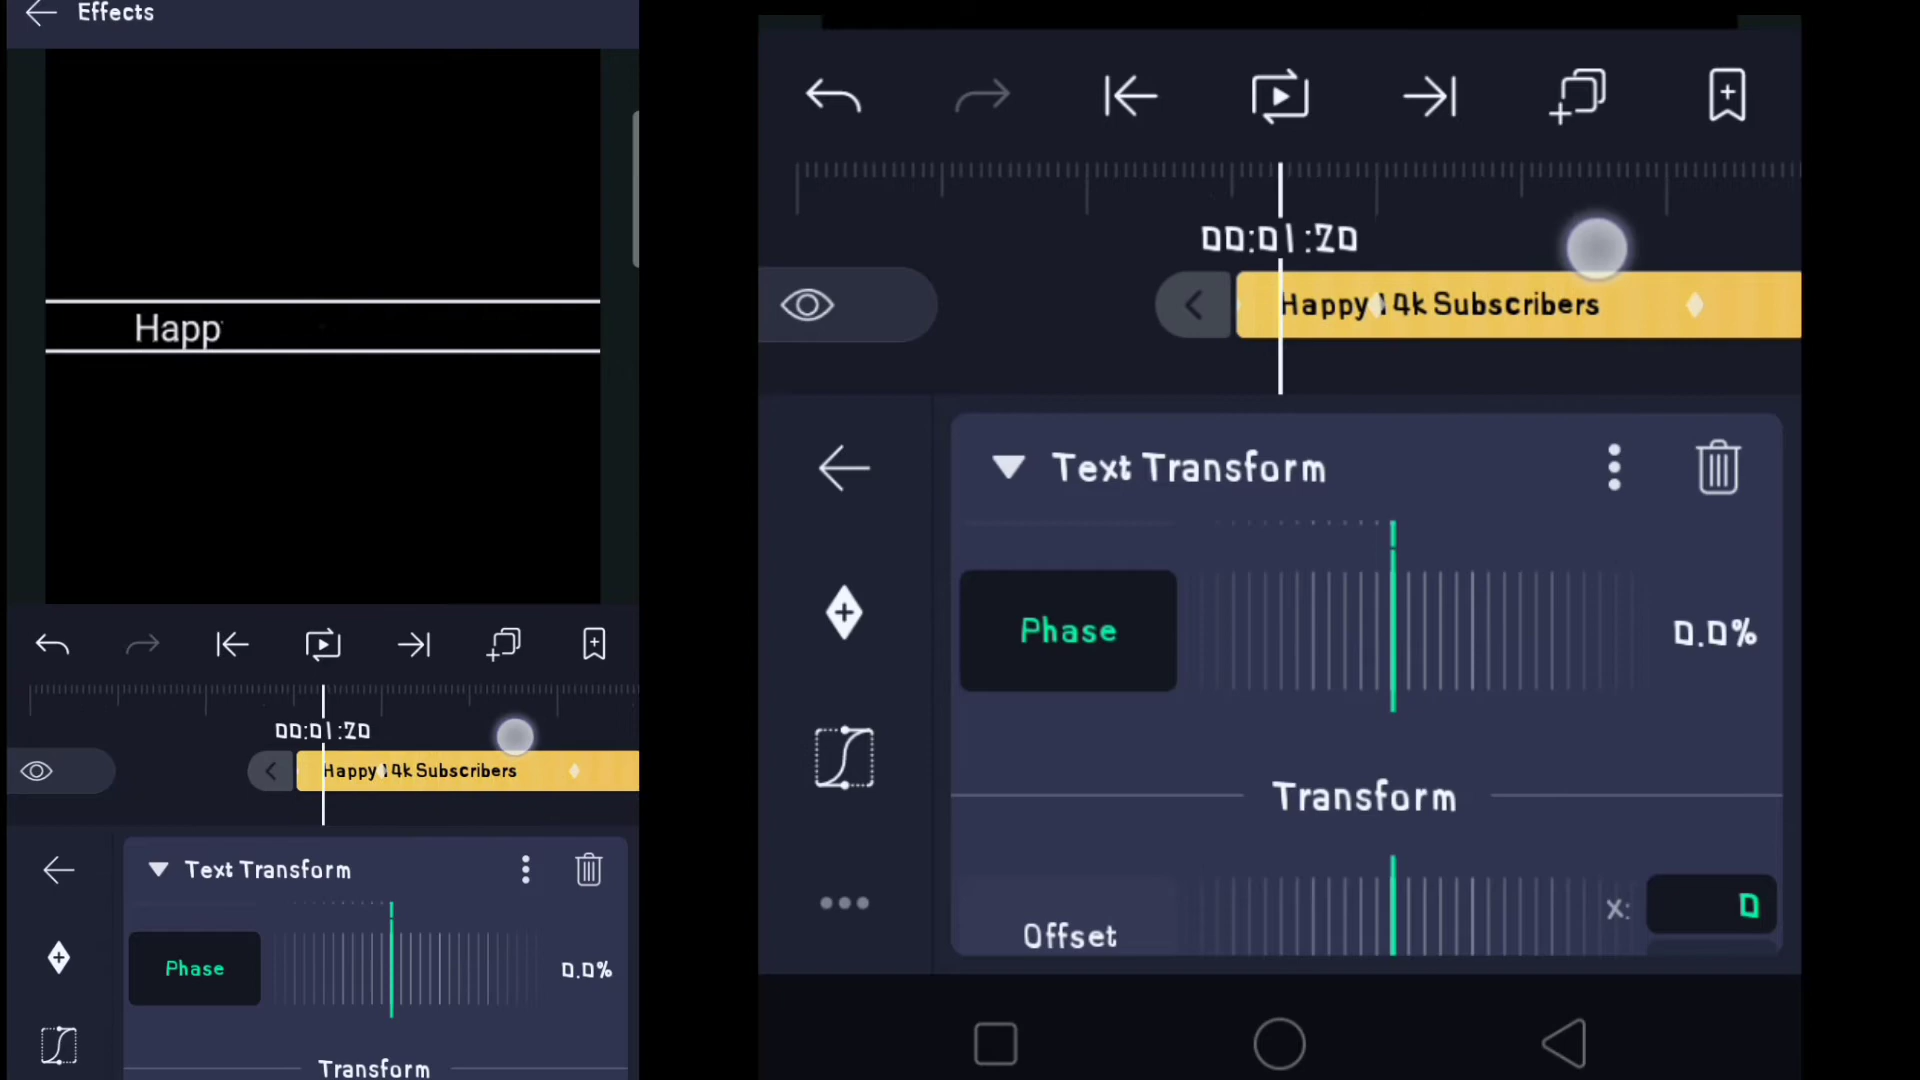 Effects
Happ
00:01:20
Happy 14k Subscribers
Text Transform
Phase
0.0%
Transform
00:01:20
Happy 14k Subscribers
Text Transform
Phase
0.0%
Transform
Offset
X:
0